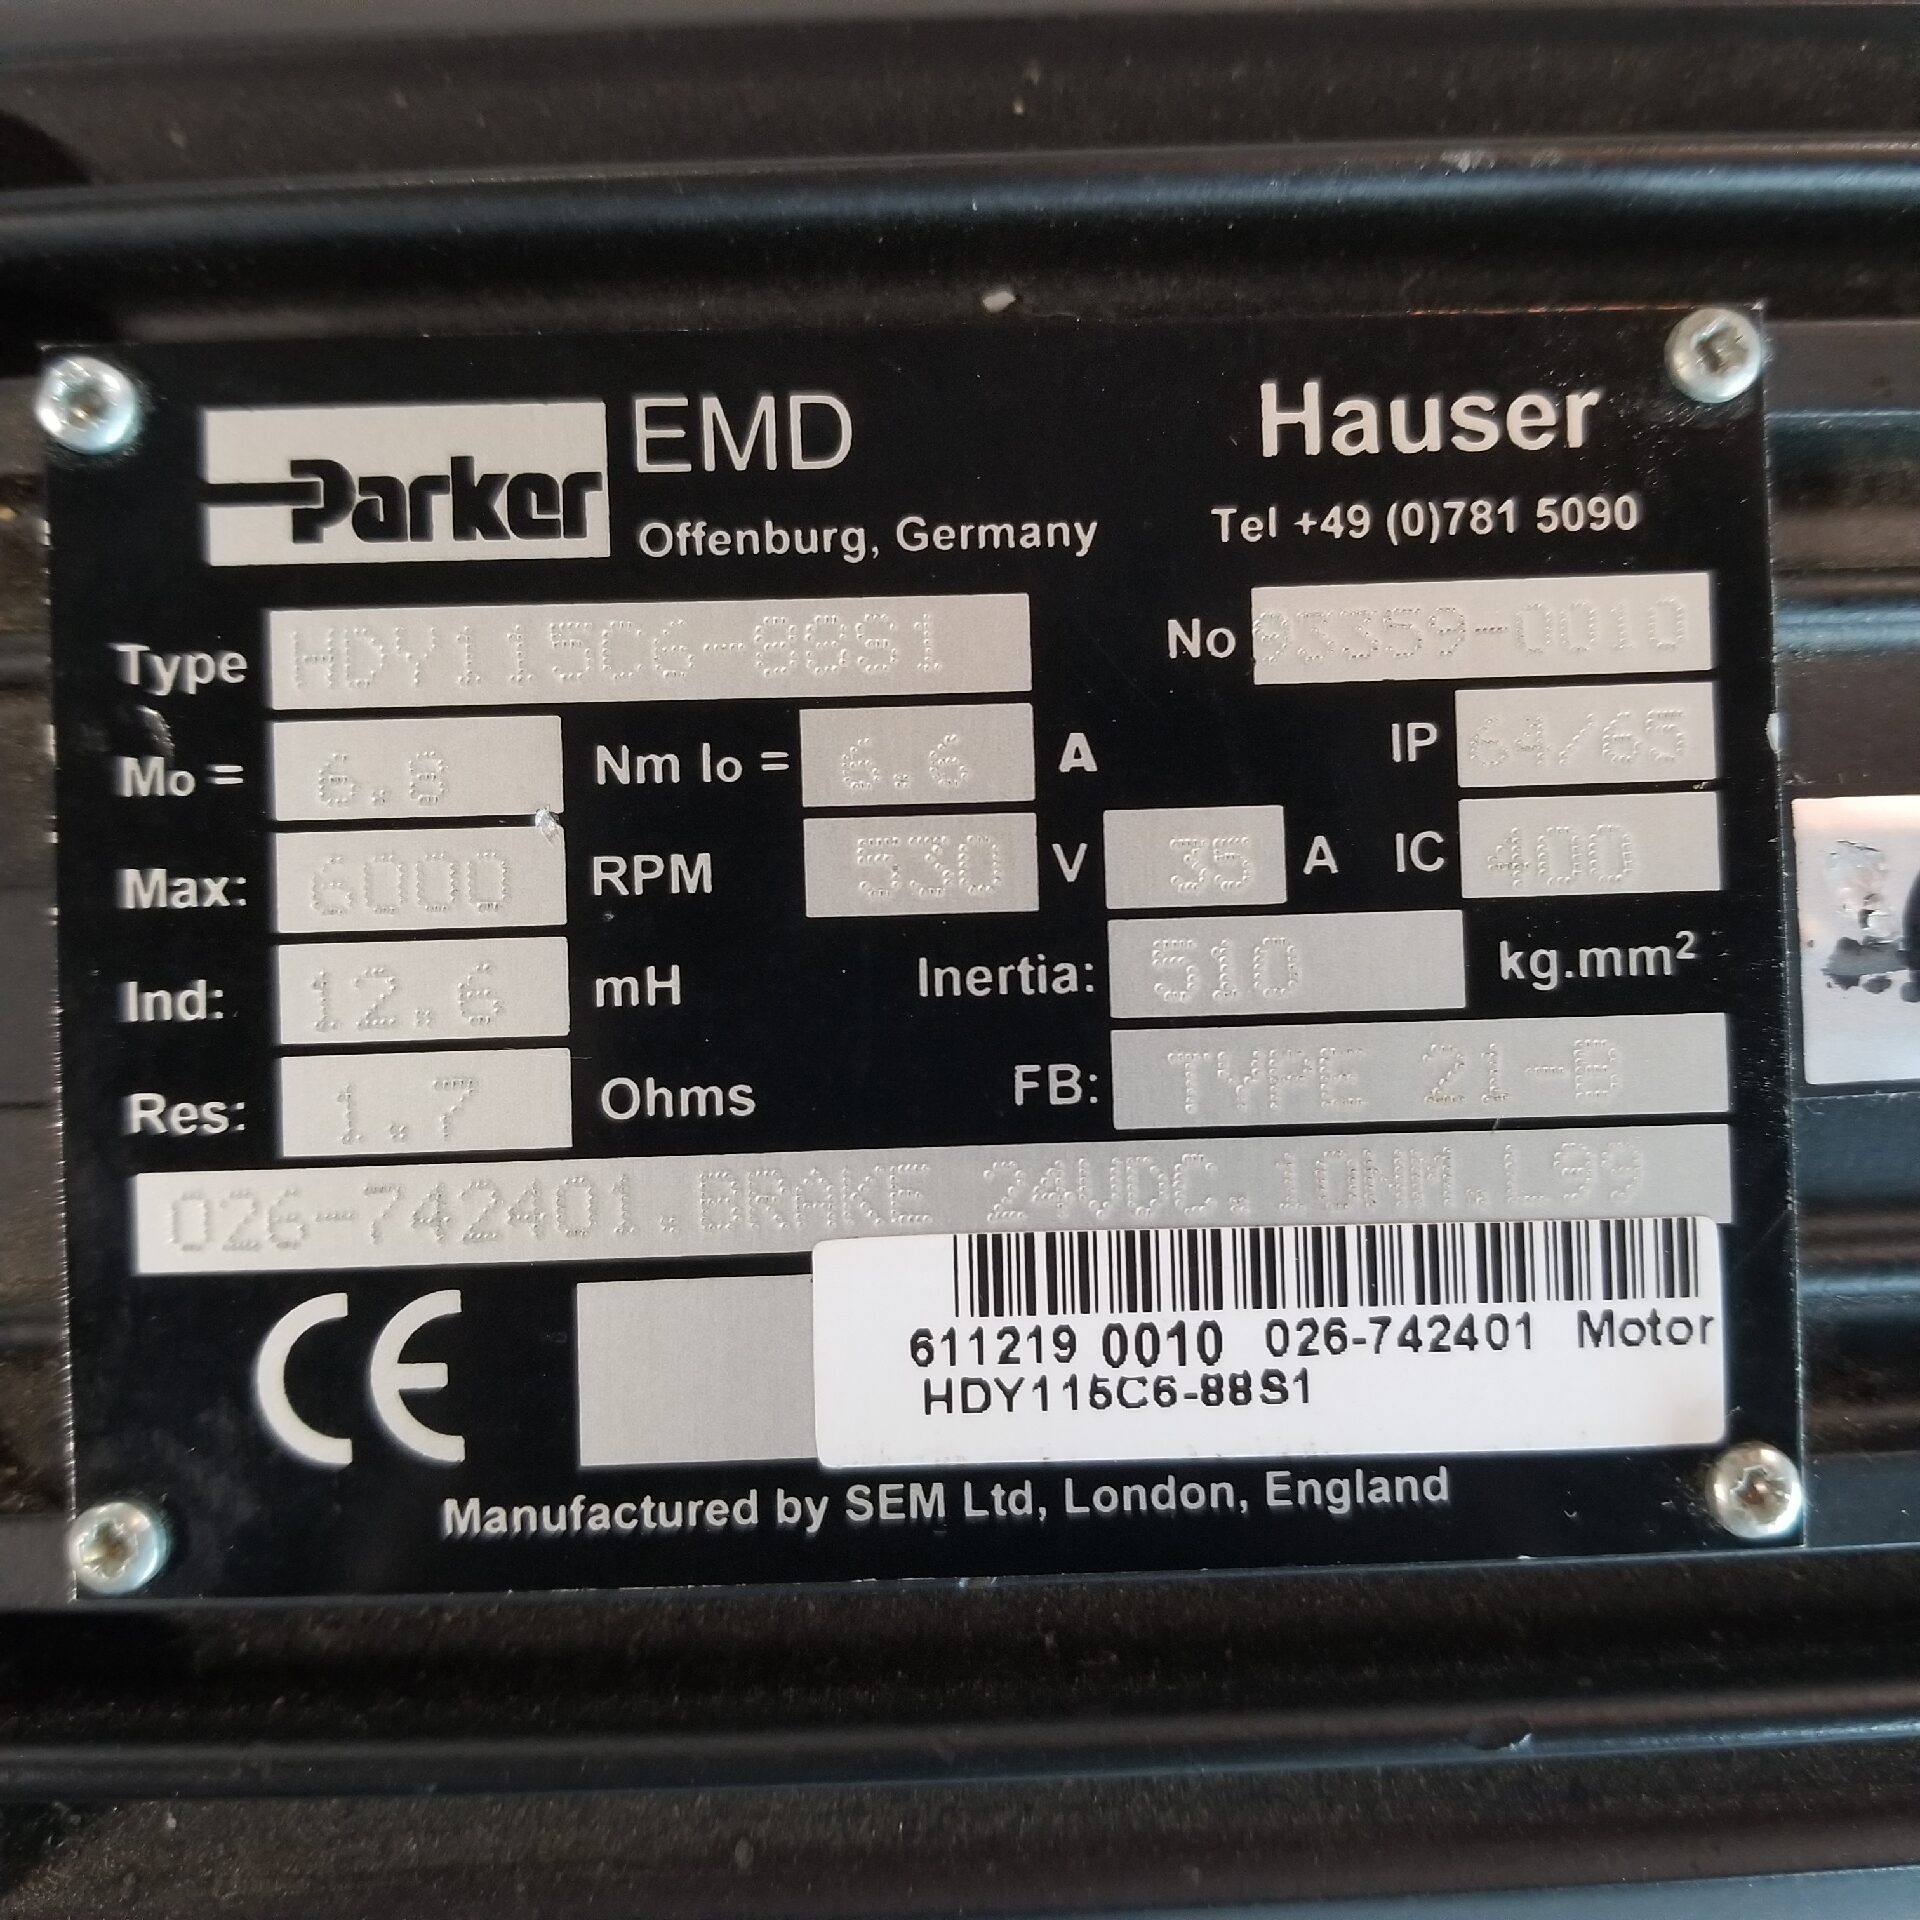 Parker EMD Hauser
Offenburg, Germany Tel +49 (0)781 5090
Type HDY115C6-88S1 No 95359-0010
Mo = 6.8 Nm Io = 6.6 A IP 64/65
Max: 6000 RPM 530 V 35 A IC 400
Ind: 12.6 mH Inertia: 510 kg.mm²
Res: 1.7 Ohms FB: TYPE 21-B
026-742401.BRAKE 24VDC.10NM.L99
CE
611219 0010 026-742401 Motor
HDY115C6-88S1
Manufactured by SEM Ltd, London, England